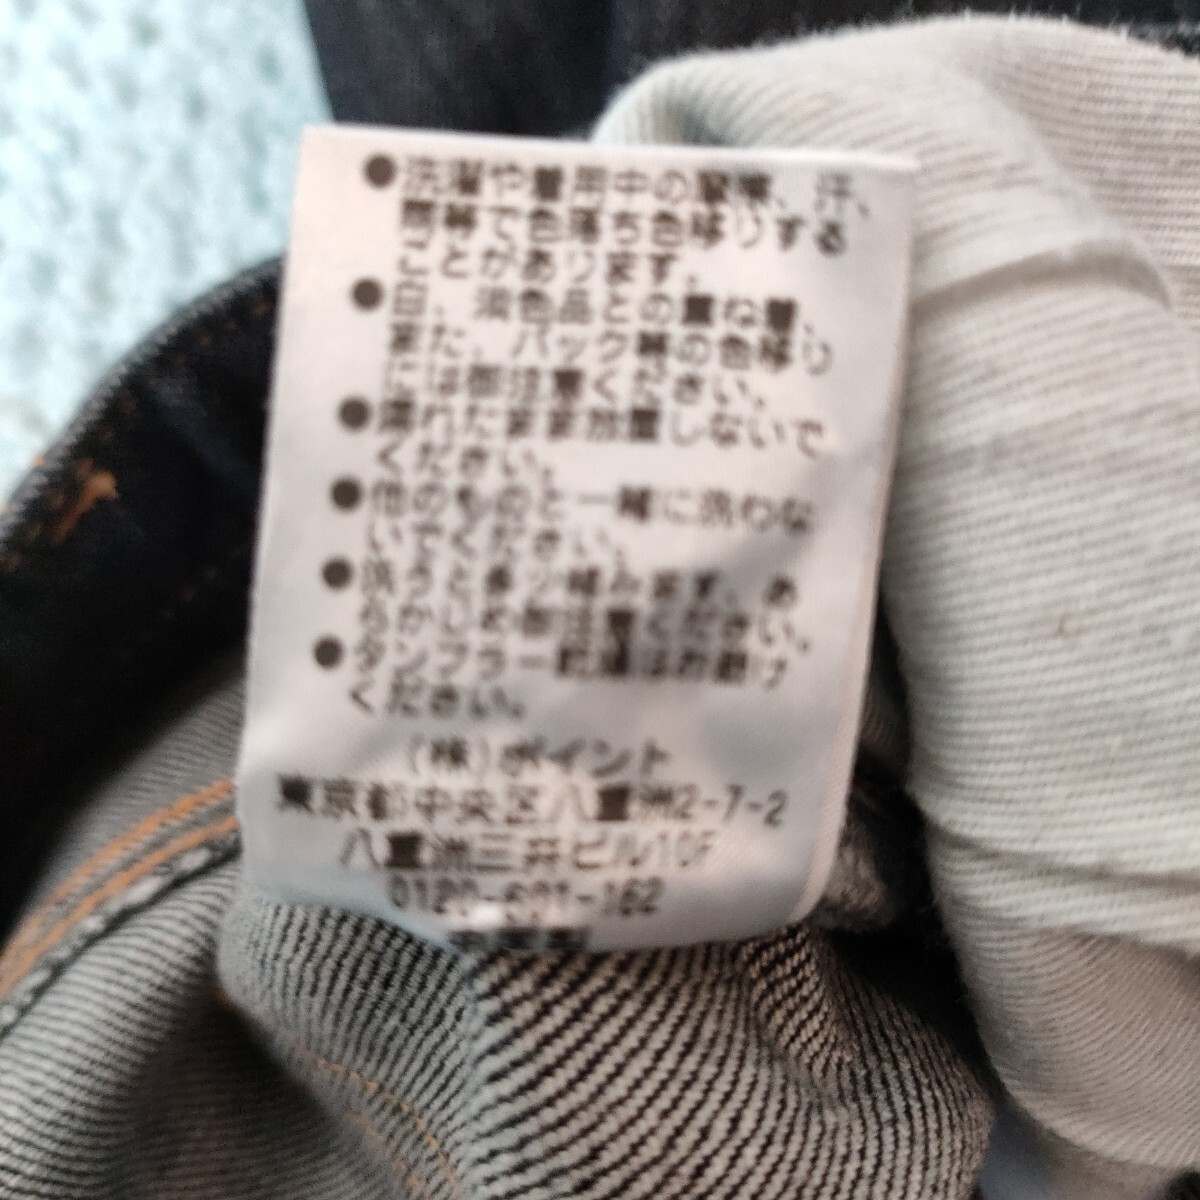 ●洗濯や着用中の摩擦、汗、
雨等で色落ち色移りする
ことがあります。
●白、淡色品との重ね着、
また、バッグ等の色移り
には御注意ください。
●濡れたまま放置しないで
ください。
●他のものと一緒に洗わな
いでください。
●洗うと多少縮みます。あ
らかじめ御注意ください。
●タンブラー乾燥はお避け
ください。
(株)ポイント
東京都中央区八重洲2-7-2
八重洲三井ビル10F
0120-601-162